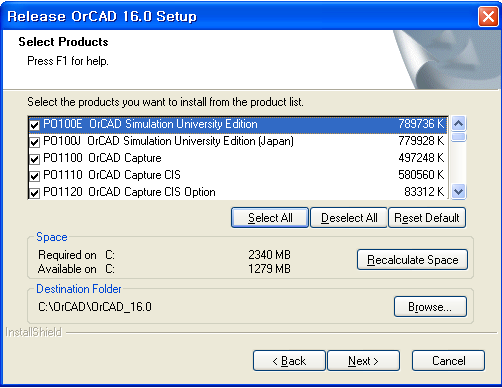 Release OrCAD 16.0 Setup
Select Products
Press F1 for help.
Select the products you want to install from the product list.
PO100E OrCAD Simulation University Edition 789736 K
PO100J OrCAD Simulation University Edition (Japan) 779928 K
PO1100 OrCAD Capture 497248 K
PO1110 OrCAD Capture CIS 580560 K
PO1120 OrCAD Capture CIS Option 83312 K
Select All Deselect All Reset Default
Space
Required on C: 2340 MB
Available on C: 1279 MB
Recalculate Space
Destination Folder
C:\OrCAD\OrCAD_16.0
Browse...
InstallShield
< Back Next > Cancel